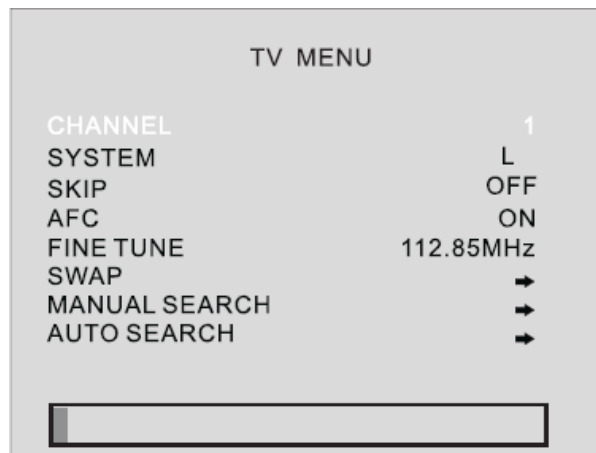 TV MENU
CHANNEL 1
SYSTEM L
SKIP OFF
AFC ON
FINE TUNE 112.85MHz
SWAP ➡
MANUAL SEARCH ➡
AUTO SEARCH ➡